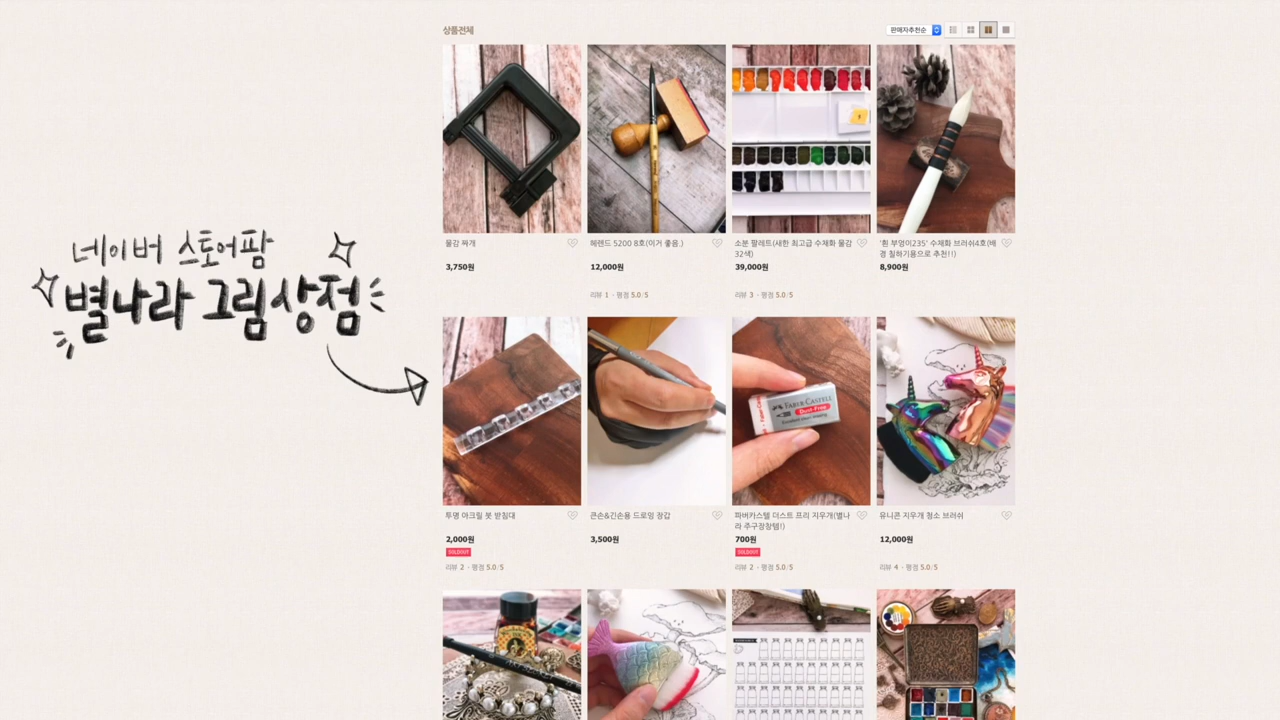 상품전체
판매자추천순
네이버 스토어팜
별나라 그림상점
물감 짜개
3,750원
헤렌드 5200 8호(이거 좋음.)
12,000원
리뷰 1 · 평점 5.0/5
소분 팔레트(새한 최고급 수채화 물감
32색)
39,000원
리뷰 3 · 평점 5.0/5
'흰 부엉이235' 수채화 브러쉬4호(배
경 칠하기용으로 추천!!)
8,900원
투명 아크릴 붓 받침대
2,000원
SOLDOUT
리뷰 2 · 평점 5.0/5
큰손&긴손용 드로잉 장갑
3,500원
FABER-CASTELL
Dust-Free
파버카스텔 더스트 프리 지우개(별나
라 주구장창템!)
700원
SOLDOUT
리뷰 2 · 평점 5.0/5
유니콘 지우개 청소 브러쉬
12,000원
리뷰 4 · 평점 5.0/5